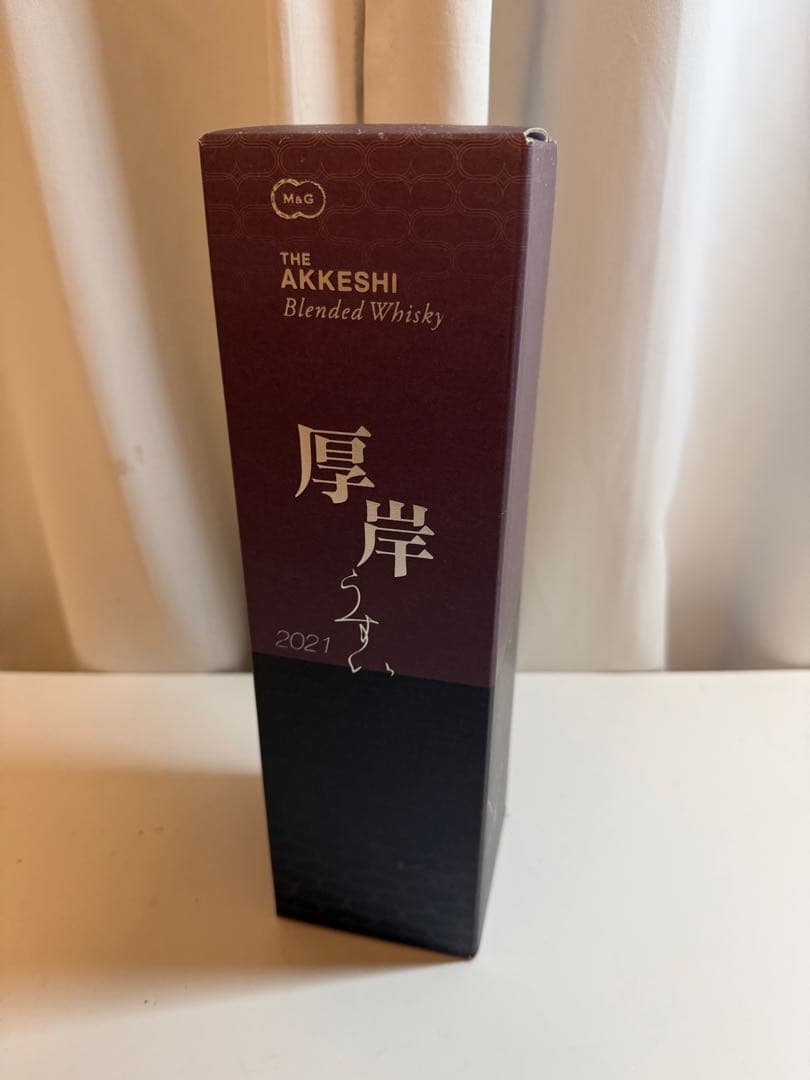 M&G
THE
AKKESHI
Blended Whisky
厚岸
うすい
2021